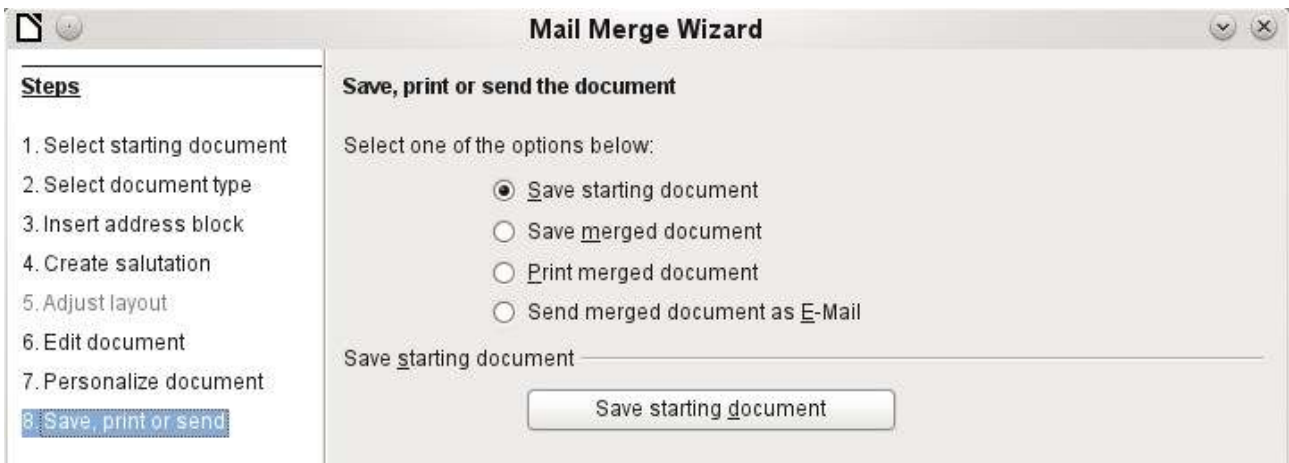 Mail Merge Wizard
Steps
1. Select starting document
2. Select document type
3. Insert address block
4. Create salutation
5. Adjust layout
6. Edit document
7. Personalize document
8. Save, print or send
Save, print or send the document
Select one of the options below:
Save starting document
Save merged document
Print merged document
Send merged document as E-Mail
Save starting document
Save starting document